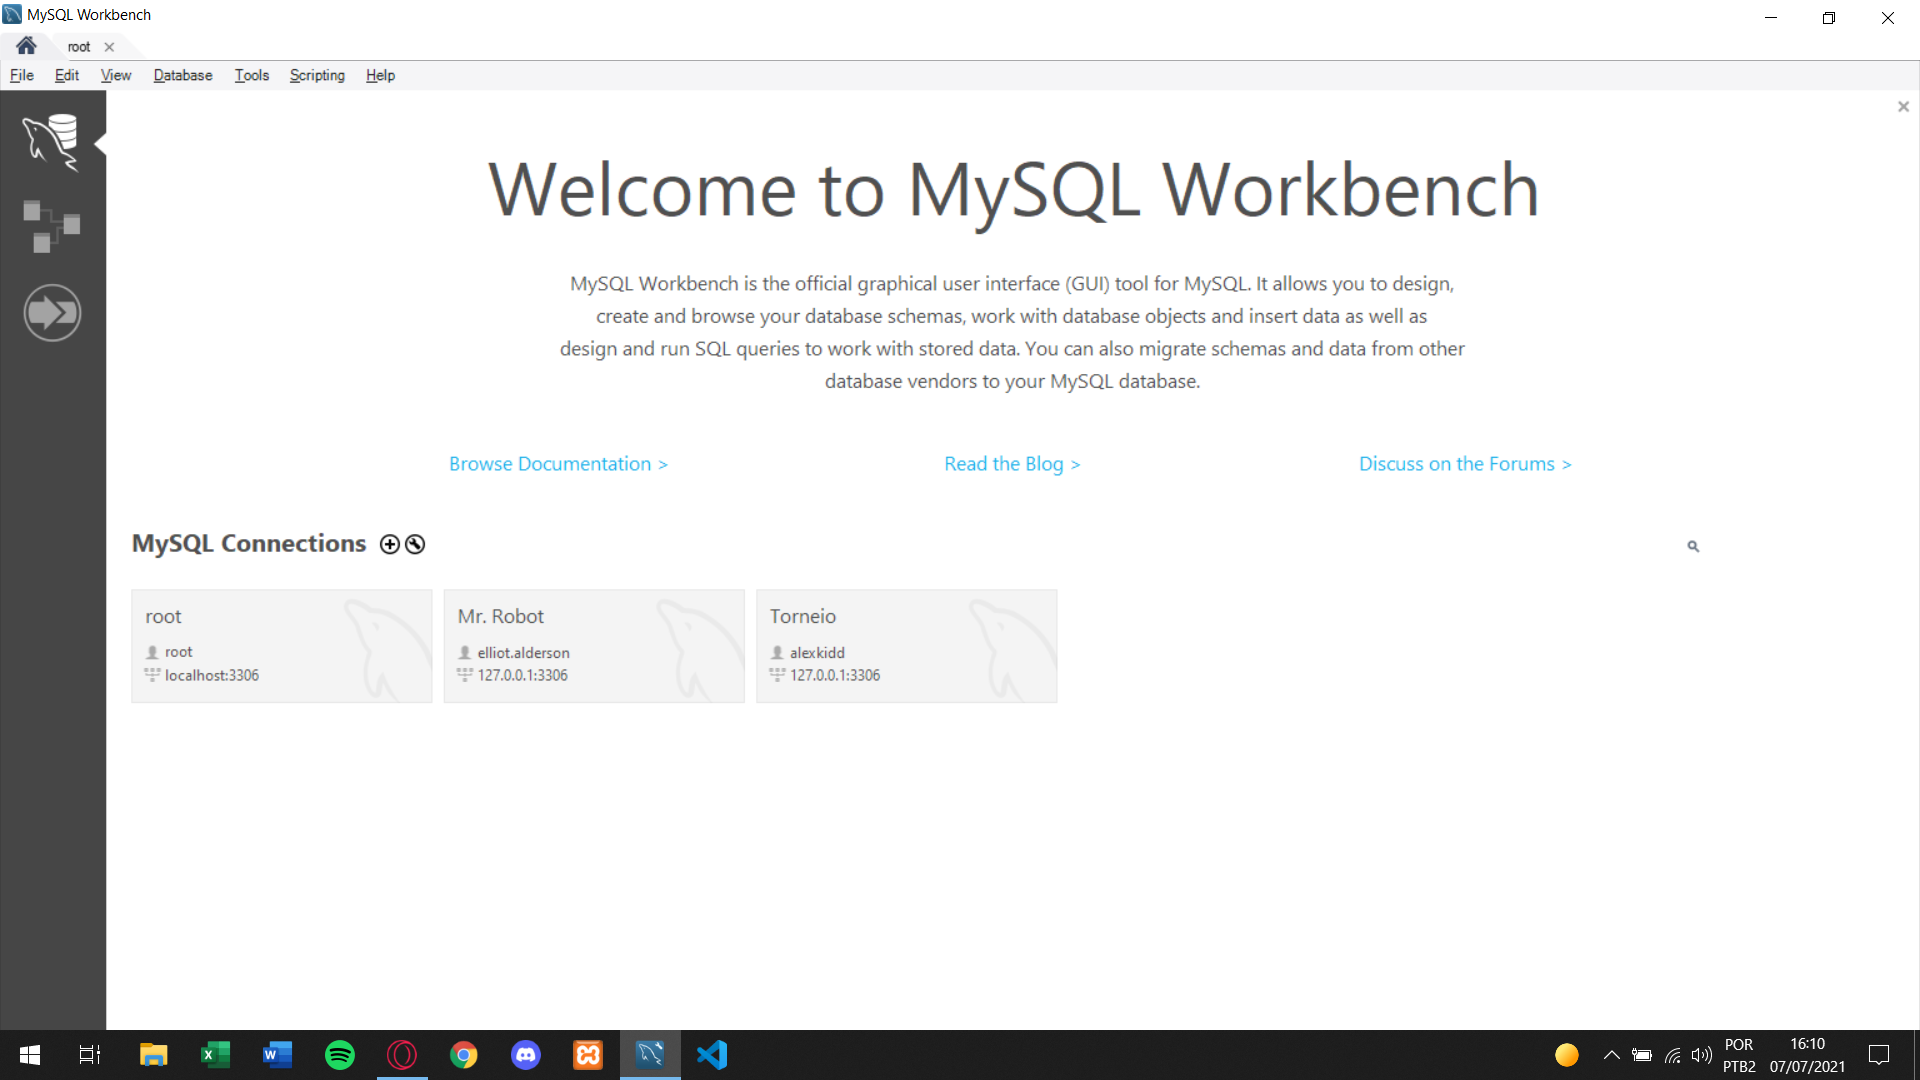 MySQL Workbench
root
File Edit View Database Tools Scripting Help
Welcome to MySQL Workbench
MySQL Workbench is the official graphical user interface (GUI) tool for MySQL. It allows you to design,
create and browse your database schemas, work with database objects and insert data as well as
design and run SQL queries to work with stored data. You can also migrate schemas and data from other
database vendors to your MySQL database.
Browse Documentation > Read the Blog > Discuss on the Forums >
MySQL Connections
root
root
localhost:3306
Mr. Robot
elliot.alderson
127.0.0.1:3306
Torneio
alexkidd
127.0.0.1:3306
POR
PTB2
16:10
07/07/2021